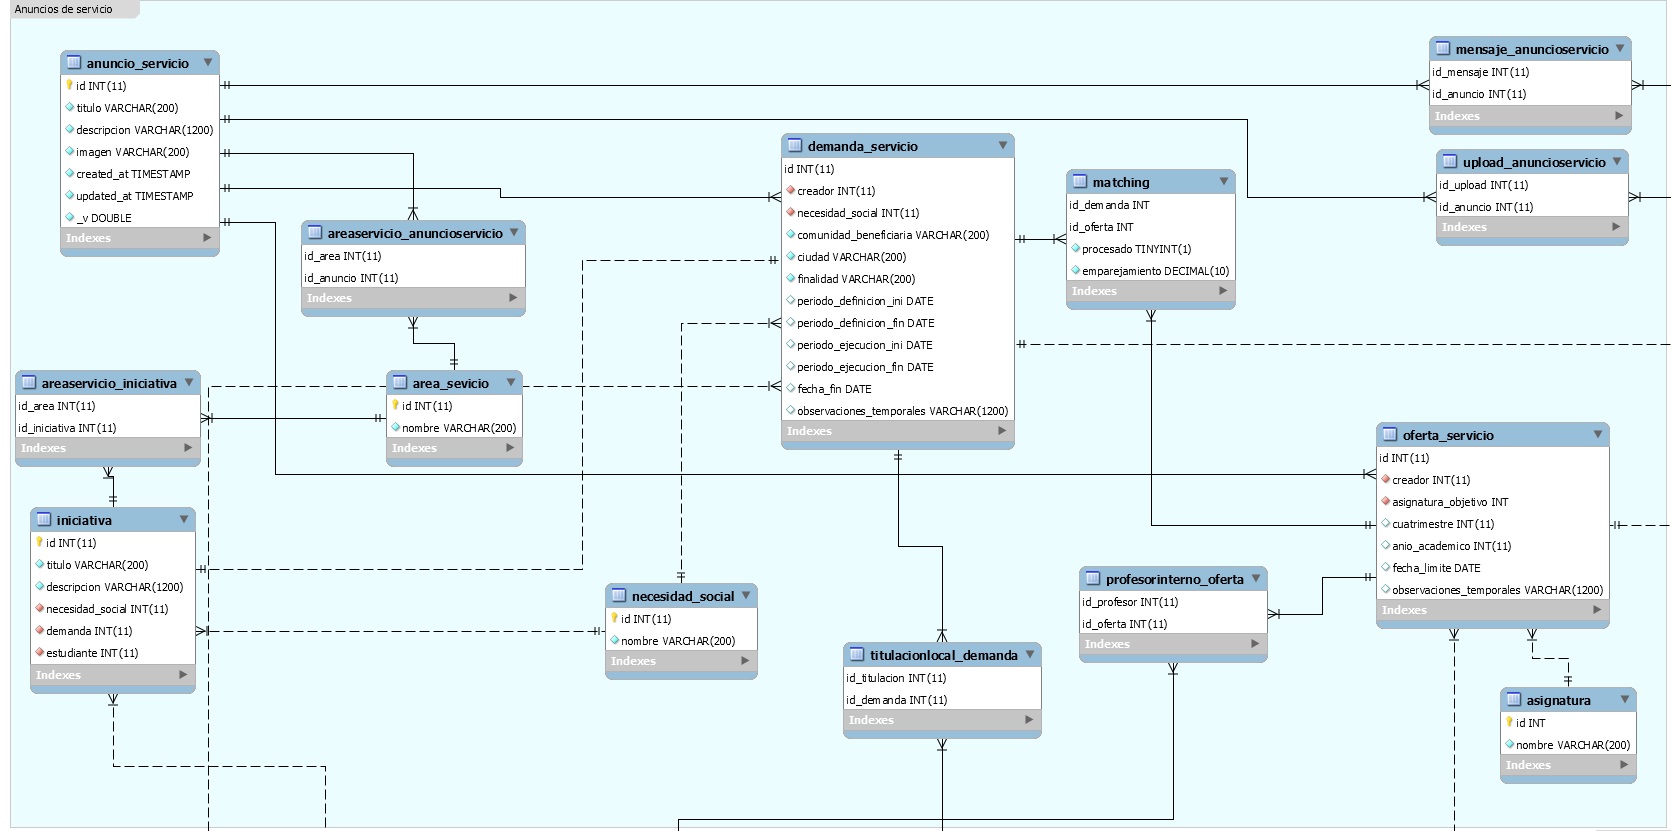 Anuncios de servicio
anuncio_servicio
id INT(11)
titulo VARCHAR(200)
descripcion VARCHAR(1200)
imagen VARCHAR(200)
created_at TIMESTAMP
updated_at TIMESTAMP
_v DOUBLE
Indexes
mensaje_anuncioservicio
id_mensaje INT(11)
id_anuncio INT(11)
Indexes
demanda_servicio
id INT(11)
creador INT(11)
necesidad_social INT(11)
comunidad_beneficiaria VARCHAR(200)
ciudad VARCHAR(200)
finalidad VARCHAR(200)
periodo_definicion_ini DATE
periodo_definicion_fin DATE
periodo_ejecucion_ini DATE
periodo_ejecucion_fin DATE
fecha_fin DATE
observaciones_temporales VARCHAR(1200)
Indexes
upload_anuncioservicio
id_upload INT(11)
id_anuncio INT(11)
Indexes
matching
id_demanda INT
id_oferta INT
procesado TINYINT(1)
emparejamiento DECIMAL(10)
Indexes
areaservicio_anuncioservicio
id_area INT(11)
id_anuncio INT(11)
Indexes
areaservicio_iniciativa
id_area INT(11)
id_iniciativa INT(11)
Indexes
area_sevicio
id INT(11)
nombre VARCHAR(200)
Indexes
oferta_servicio
id INT(11)
creador INT(11)
asignatura_objetivo INT
cuatrimestre INT(11)
anio_academico INT(11)
fecha_limite DATE
observaciones_temporales VARCHAR(1200)
Indexes
iniciativa
id INT(11)
titulo VARCHAR(200)
descripcion VARCHAR(1200)
necesidad_social INT(11)
demanda INT(11)
estudiante INT(11)
Indexes
necesidad_social
id INT(11)
nombre VARCHAR(200)
Indexes
profesorinterno_oferta
id_profesor INT(11)
id_oferta INT(11)
Indexes
titulacionlocal_demanda
id_titulacion INT(11)
id_demanda INT(11)
Indexes
asignatura
id INT
nombre VARCHAR(200)
Indexes